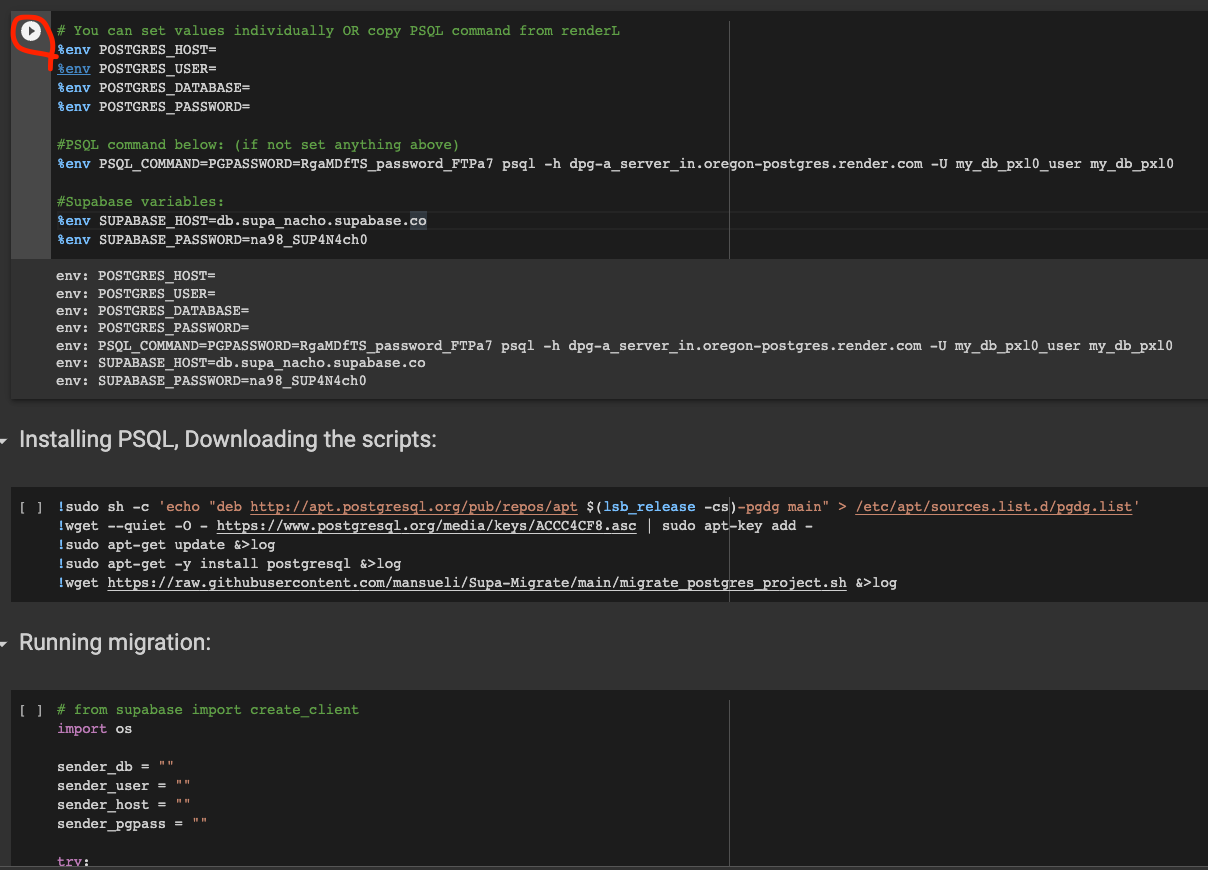 # You can set values individually OR copy PSQL command from renderL
%env POSTGRES_HOST=
%env POSTGRES_USER=
%env POSTGRES_DATABASE=
%env POSTGRES_PASSWORD=
#PSQL command below: (if not set anything above)
%env PSQL_COMMAND=PGPASSWORD=RgaMDfTS_password_FTPa7 psql -h dpg-a_server_in.oregon-postgres.render.com -U my_db_pxl0_user my_db_pxl0
#Supabase variables:
%env SUPABASE_HOST=db.supa_nacho.supabase.co
%env SUPABASE_PASSWORD=na98_SUP4N4ch0
env: POSTGRES_HOST=
env: POSTGRES_USER=
env: POSTGRES_DATABASE=
env: POSTGRES_PASSWORD=
env: PSQL_COMMAND=PGPASSWORD=RgaMDfTS_password_FTPa7 psql -h dpg-a_server_in.oregon-postgres.render.com -U my_db_pxl0_user my_db_pxl0
env: SUPABASE_HOST=db.supa_nacho.supabase.co
env: SUPABASE_PASSWORD=na98_SUP4N4ch0
Installing PSQL, Downloading the scripts:
[ ] !sudo sh -c 'echo "deb http://apt.postgresql.org/pub/repos/apt $(lsb_release -cs)-pgdg main" > /etc/apt/sources.list.d/pgdg.list'
!wget --quiet -O - https://www.postgresql.org/media/keys/ACCC4CF8.asc | sudo apt-key add -
!sudo apt-get update &>log
!sudo apt-get -y install postgresql &>log
!wget https://raw.githubusercontent.com/mansueli/Supa-Migrate/main/migrate_postgres_project.sh &>log
Running migration:
[ ] # from supabase import create_client
import os
sender_db = ""
sender_user = ""
sender_host = ""
sender_pgpass = ""
try: